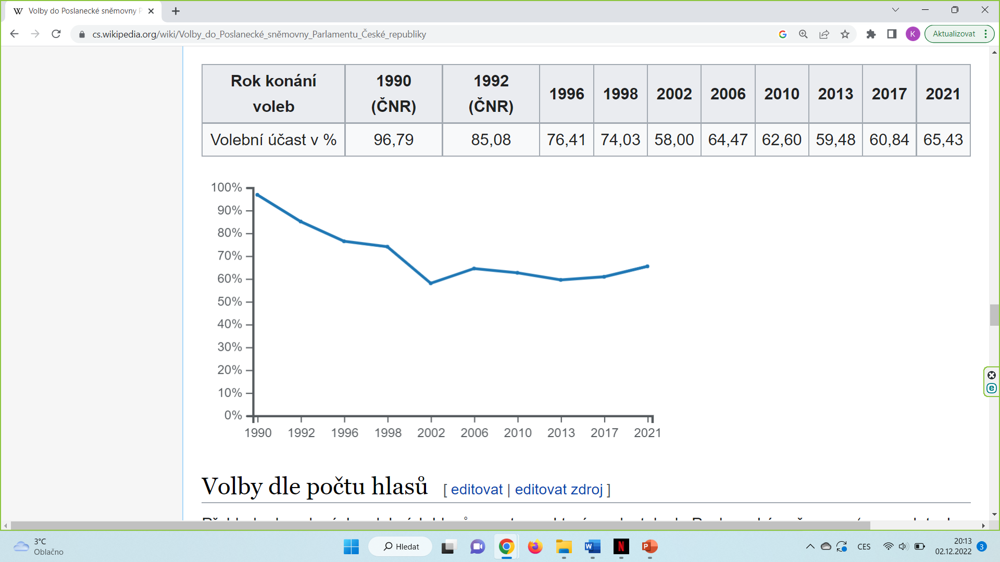 Volby do Poslanecké sněmovny P
cs.wikipedia.org/wiki/Volby_do_Poslanecké_sněmovny_Parlamentu_České_republiky
K
Aktualizovat
Rok konání voleb 1990 (ČNR) 1992 (ČNR) 1996 1998 2002 2006 2010 2013 2017 2021
Volební účast v % 96,79 85,08 76,41 74,03 58,00 64,47 62,60 59,48 60,84 65,43
100%
90%
80%
70%
60%
50%
40%
30%
20%
10%
0%
1990 1992 1996 1998 2002 2006 2010 2013 2017 2021
Volby dle počtu hlasů [ editovat | editovat zdroj ]
3°C
Oblačno
Hledat
CES
20:13
02.12.2022
3